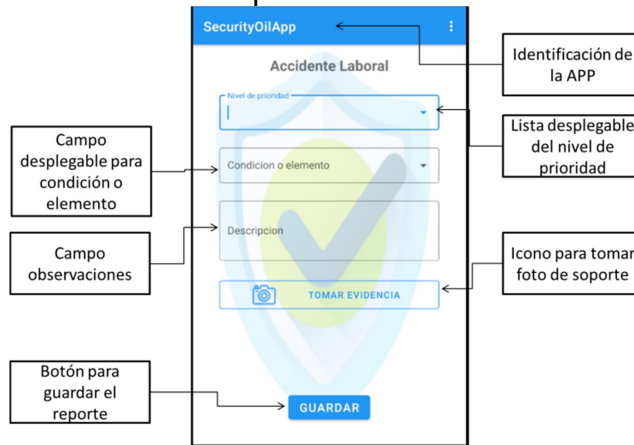 SecurityOilApp
Accidente Laboral
Nivel de prioridad
Condicion o elemento
Descripcion
TOMAR EVIDENCIA
GUARDAR
Campo
desplegable para
condición o
elemento
Campo
observaciones
Botón para
guardar el
reporte
Identificación de
la APP
Lista desplegable
del nivel de
prioridad
Icono para tomar
foto de soporte